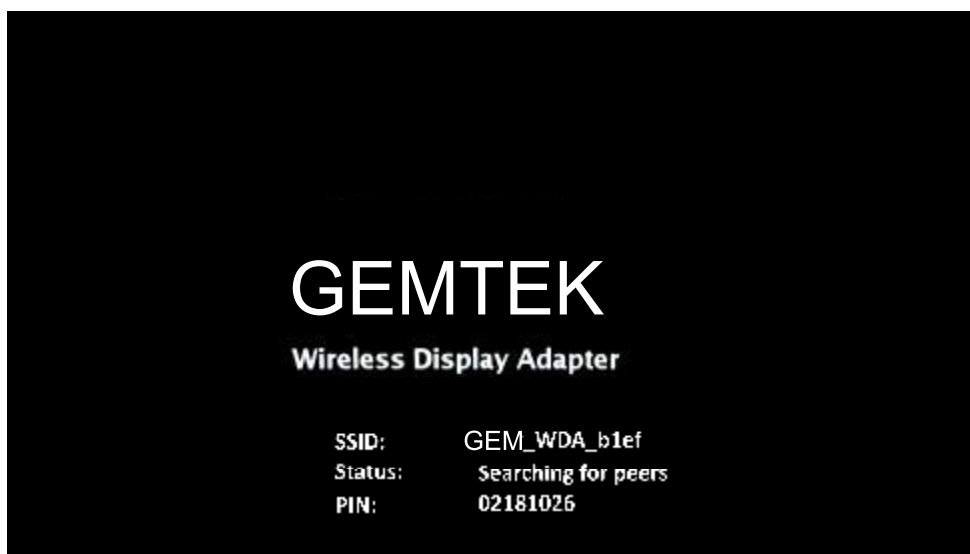 GEMTEK
Wireless Display Adapter
SSID: GEM_WDA_b1ef
Status: Searching for peers
PIN: 02181026